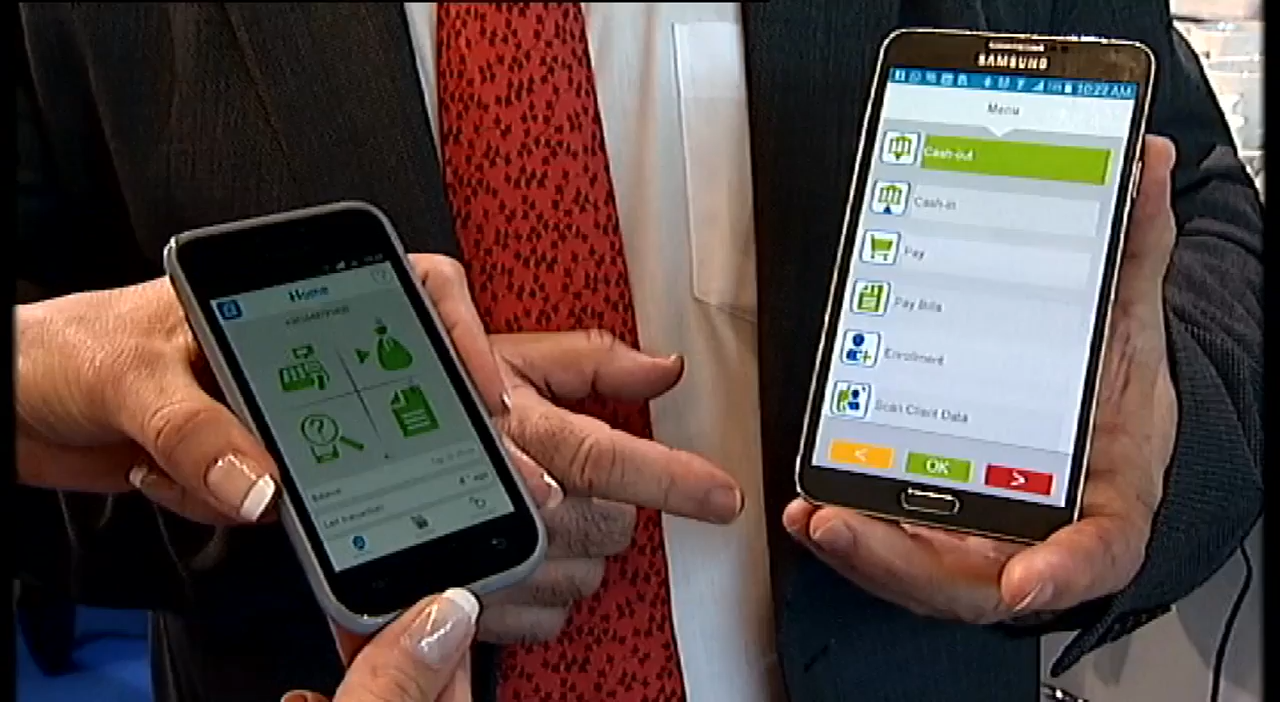 Home
Balance
Last transaction
SAMSUNG
10:22 AM
Menu
Cash-out
Cash-in
Pay
Pay Bills
Enrollment
Scan Client Data
<
OK
>